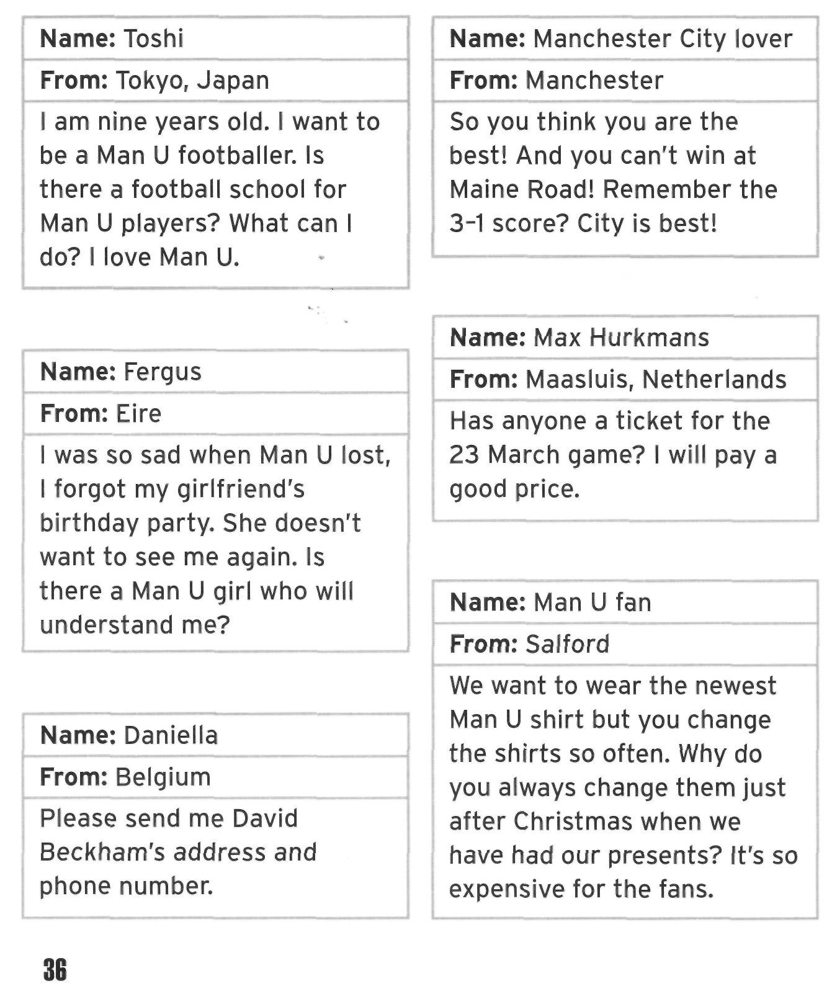 Name: Toshi
From: Tokyo, Japan
I am nine years old. I want to
be a Man U footballer. Is
there a football school for
Man U players? What can I
do? I love Man U.
Name: Fergus
From: Eire
I was so sad when Man U lost,
I forgot my girlfriend's
birthday party. She doesn't
want to see me again. Is
there a Man U girl who will
understand me?
Name: Daniella
From: Belgium
Please send me David
Beckham's address and
phone number.
Name: Manchester City lover
From: Manchester
So you think you are the
best! And you can't win at
Maine Road! Remember the
3-1 score? City is best!
Name: Max Hurkmans
From: Maasluis, Netherlands
Has anyone a ticket for the
23 March game? I will pay a
good price.
Name: Man U fan
From: Salford
We want to wear the newest
Man U shirt but you change
the shirts so often. Why do
you always change them just
after Christmas when we
have had our presents? It's so
expensive for the fans.
36